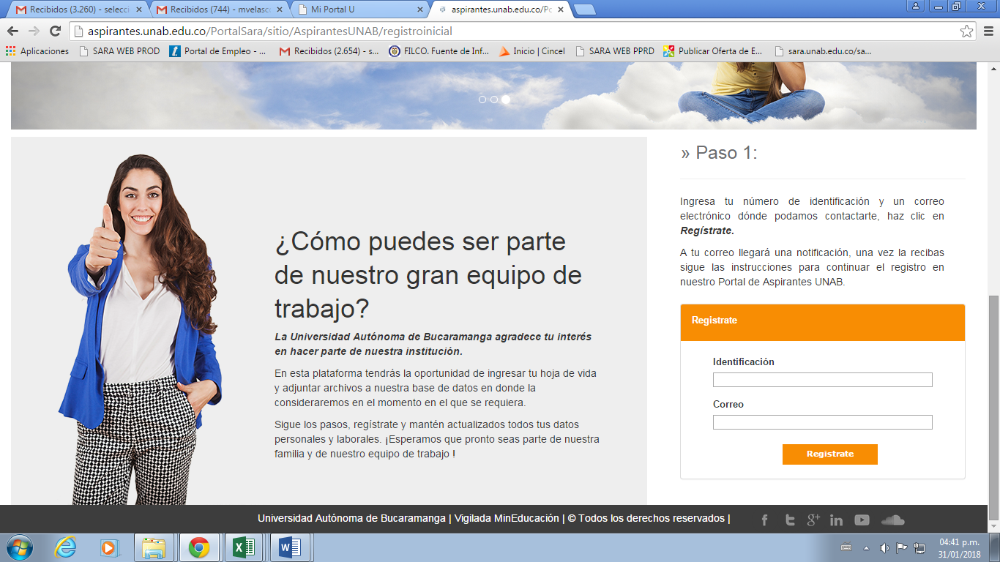 Recibidos (3.260) - selecci
Recibidos (744) - mvelasc
Mi Portal U
aspirantes.unab.edu.co/Po
aspirantes.unab.edu.co/PortalSara/sitio/AspirantesUNAB/registroinicial
Aplicaciones
SARA WEB PROD
Portal de Empleo - ...
Recibidos (2.654) - s...
FILCO. Fuente de Inf...
Inicio | Cincel
SARA WEB PPRD
Publicar Oferta de E...
sara.unab.edu.co/sa...
¿Cómo puedes ser parte
de nuestro gran equipo de
trabajo?
La Universidad Autónoma de Bucaramanga agradece tu interés
en hacer parte de nuestra institución.
En esta plataforma tendrás la oportunidad de ingresar tu hoja de vida
y adjuntar archivos a nuestra base de datos en donde la
consideraremos en el momento en el que se requiera.
Sigue los pasos, regístrate y mantén actualizados todos tus datos
personales y laborales. ¡Esperamos que pronto seas parte de nuestra
familia y de nuestro equipo de trabajo !
» Paso 1:
Ingresa tu número de identificación y un correo
electrónico dónde podamos contactarte, haz clic en
Regístrate.
A tu correo llegará una notificación, una vez la recibas
sigue las instrucciones para continuar el registro en
nuestro Portal de Aspirantes UNAB.
Registrate
Identificación
Correo
Registrate
Universidad Autónoma de Bucaramanga | Vigilada MinEducación | © Todos los derechos reservados |
04:41 p.m.
31/01/2018